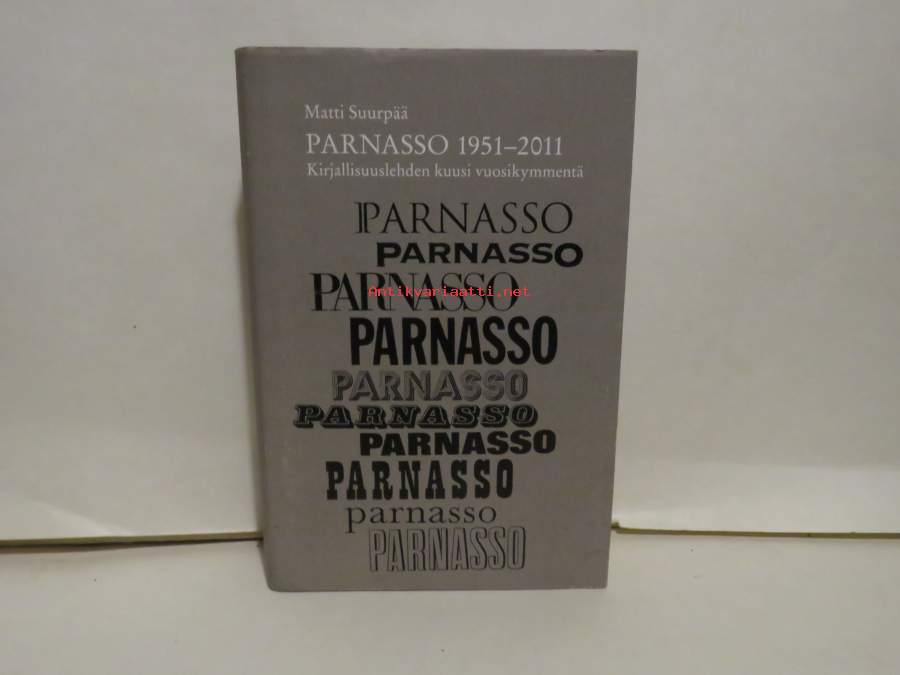 Matti Suurpää
PARNASSO 1951–2011
Kirjallisuuslehden kuusi vuosikymmentä
PARNASSO
PARNASSO
PARNASSO
Antikvariaatti.net
PARNASSO
PARNASSO
PARNASSO
PARNASSO
PARNASSO
parnasso
PARNASSO